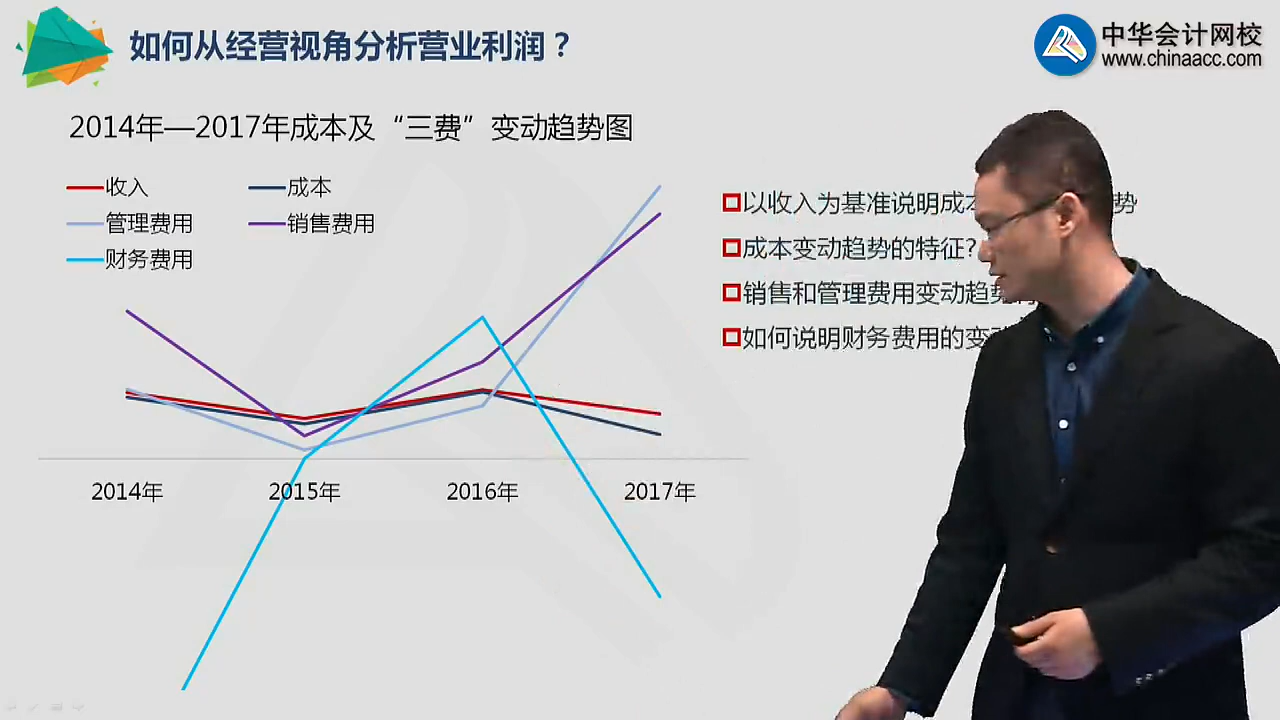 如何从经营视角分析营业利润？
中华会计网校
www.chinaacc.com
2014年—2017年成本及“三费”变动趋势图
收入
成本
管理费用
销售费用
财务费用
2014年
2015年
2016年
2017年
以收入为基准说明成 势
成本变动趋势的特征?
销售和管理费用变动趋
如何说明财务费用的变